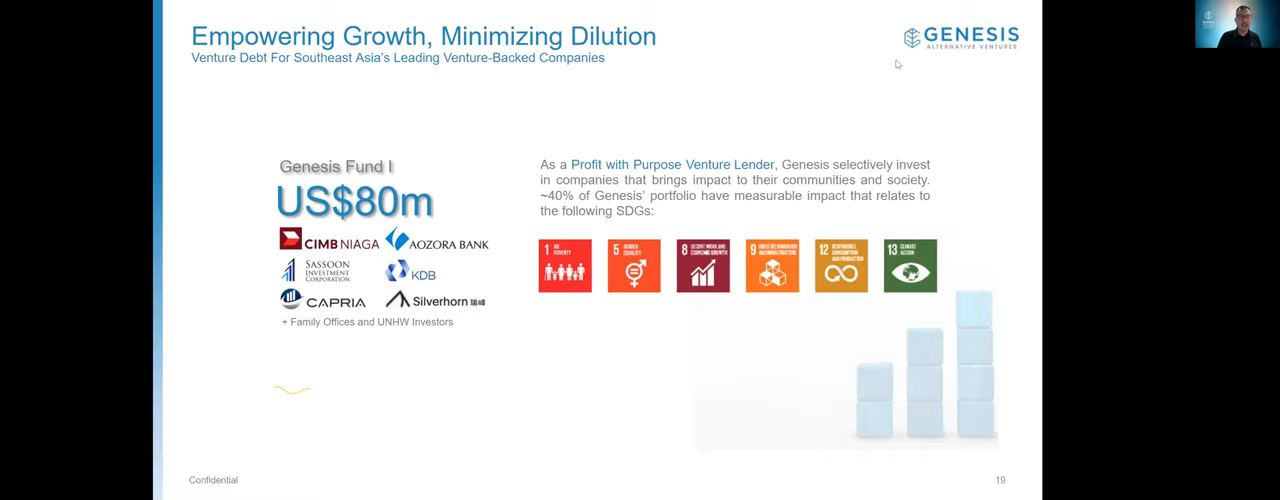 Empowering Growth, Minimizing Dilution
Venture Debt For Southeast Asia's Leading Venture-Backed Companies
GENESIS
ALTERNATIVE VENTURES
Genesis Fund I
US$80m
CIMB NIAGA
AOZORA BANK
SASSOON
INVESTMENT
CORPORATION
KDB
CAPRIA
Silverhorn
+ Family Offices and UNHW Investors
As a Profit with Purpose Venture Lender, Genesis selectively invest
in companies that brings impact to their communities and society.
~40% of Genesis' portfolio have measurable impact that relates to
the following SDGs:
1 NO
POVERTY
5 GENDER
EQUALITY
8 DECENT WORK AND
ECONOMIC GROWTH
9 INDUSTRY, INNOVATION
AND INFRASTRUCTURE
12 RESPONSIBLE
CONSUMPTION
AND PRODUCTION
13 CLIMATE
ACTION
Confidential
19